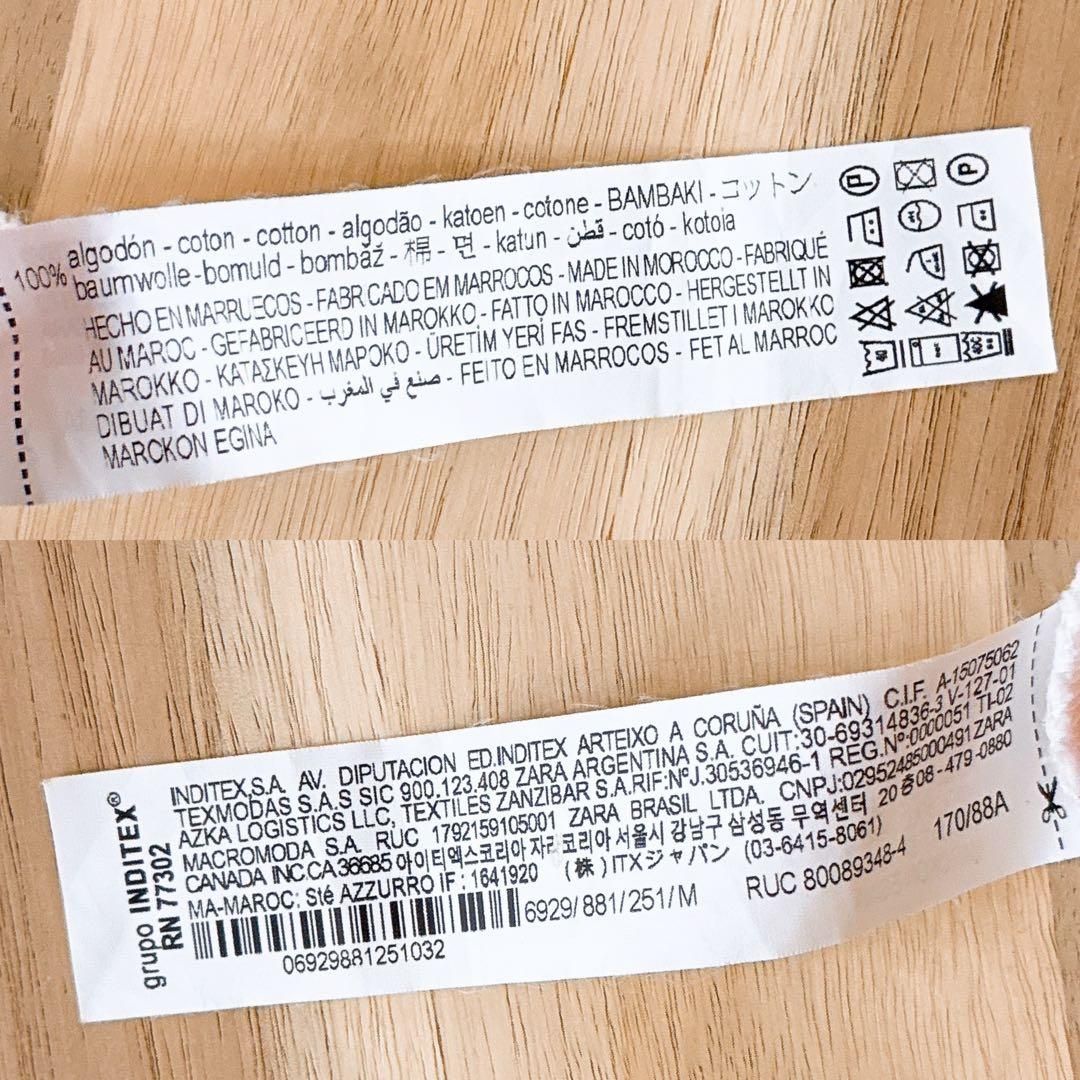 100%
algodón - coton - cotton - algodão - katoen - cotone - BAMBAKI - コットン
baumwolle - bomuld - bombaž - 棉 - 면 - katun - قطن - cotó - kotoia
HECHO EN MARRUECOS - FABRICADO EM MARROCOS - MADE IN MOROCCO - FABRIQUÉ
AU MAROC - GEFABRICEERD IN MAROKKO - FATTO IN MAROCCO - HERGESTELLT IN
MAROKKO - ΚΑΤΑΣΚΕΥΗ ΜΑΡΟΚΟ - ÜRETİM YERİ FAS - FREMSTILLET I MAROKKO
DIBUAT DI MAROKO - صنع في المغرب - FEITO EN MARROCOS - FET AL MARROC
MAROKON EGINA
grupo INDITEX®
RN 77302
INDITEX,S.A. AV. DIPUTACION ED.INDITEX ARTEIXO A CORUÑA (SPAIN) C.I.F. A-15075062
TEXMODAS S.A.S SIC 900.123.408 ZARA ARGENTINA S.A. CUIT:30-69314836-3 V-127-01
AZKA LOGISTICS LLC, TEXTILES ZANZIBAR S.A.RIF:NºJ.30536946-1 REG.Nº:0000051 TI-02
MACROMODA S.A. RUC 1792159105001 ZARA BRASIL LTDA. CNPJ:02952485000491 ZARA
CANADA INC.CA 36685 아이티엑스코리아 자라 코리아 서울시 강남구 삼성동 무역센터 20층 08-479-0880
MA-MAROC: Sté AZZURRO IF : 1641920 (株)ITXジャパン (03-6415-8061)
6929/881/251/M RUC 80089348-4 170/88A
06929881251032